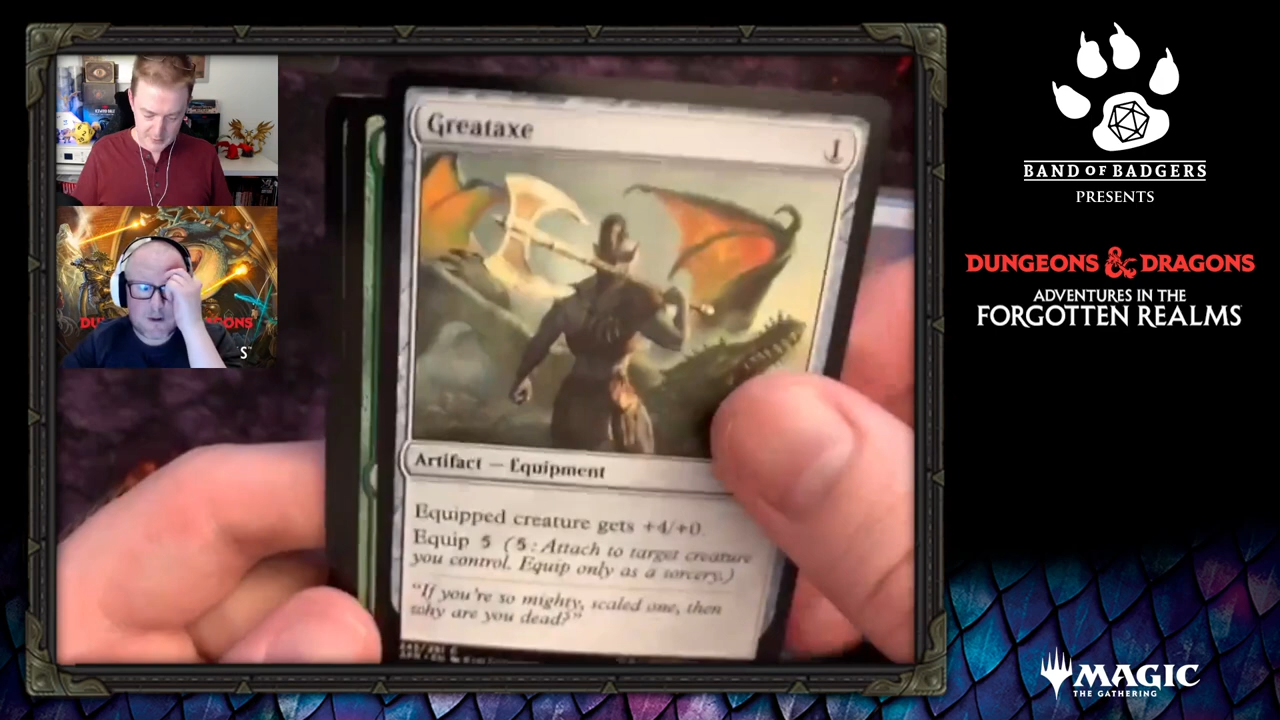 Greataxe
1
Artifact — Equipment
Equipped creature gets +4/+0.
Equip 5 (5: Attach to target creature
you control. Equip only as a sorcery.)
"If you're so mighty, scaled one, then
why are you dead?"
BAND OF BADGERS
PRESENTS
DUNGEONS & DRAGONS
ADVENTURES IN THE
FORGOTTEN REALMS
MAGIC
THE GATHERING